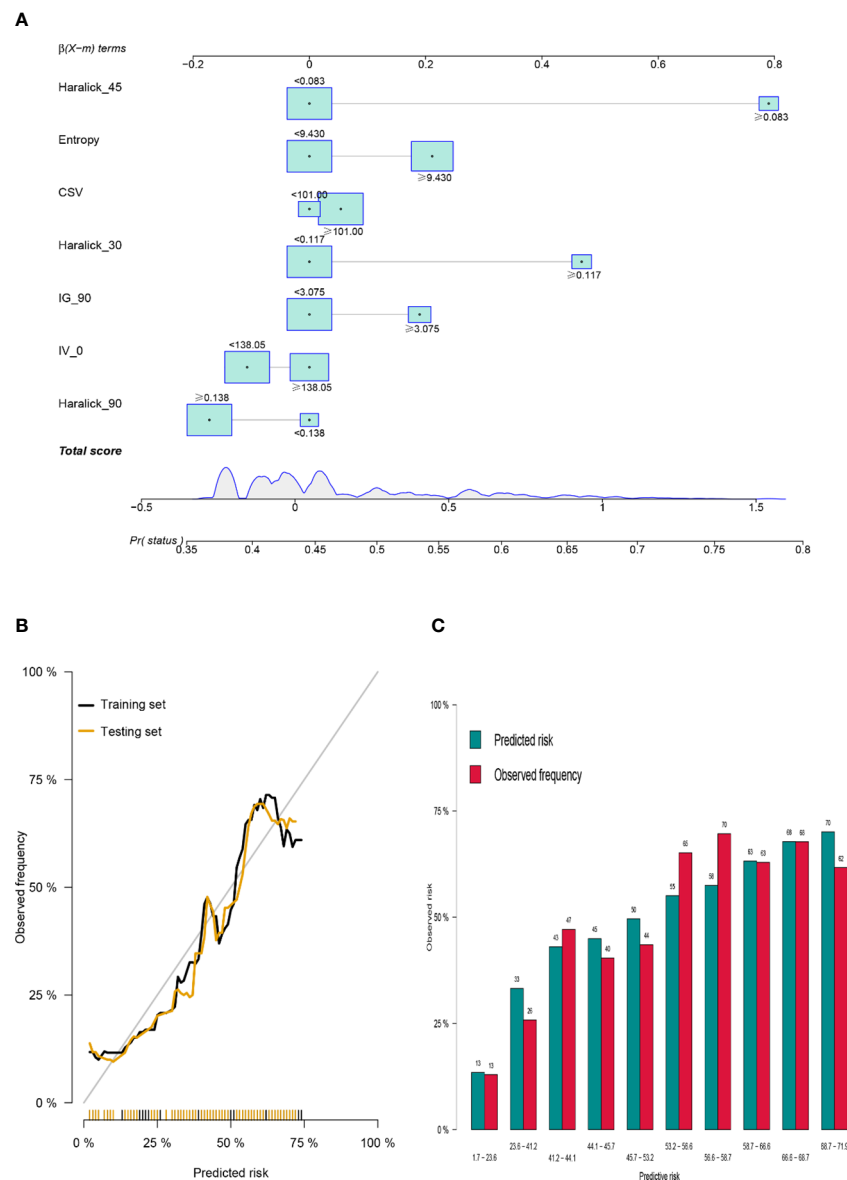 A
β(X−m) terms
−0.2 0 0.2 0.4 0.6 0.8
Haralick_45
<0.083
⩾0.083
Entropy
<9.430
⩾9.430
CSV
<101.00
⩾101.00
Haralick_30
<0.117
⩾0.117
IG_90
<3.075
⩾3.075
IV_0
<138.05
⩾138.05
Haralick_90
⩾0.138
<0.138
Total score
−0.5 0 0.5 1 1.5
Pr( status )
0.35 0.4 0.45 0.5 0.55 0.6 0.65 0.7 0.75 0.8
B
100 %
75 %
50 %
25 %
0 %
Observed frequency
Training set
Testing set
0 % 25 % 50 % 75 % 100 %
Predicted risk
C
100 %
75 %
50 %
25 %
0 %
Observed risk
Predicted risk
Observed frequency
13 13 33 26 43 47 45 40 50 44 55 65 58 70 63 63 68 68 70 62
1.7 − 23.6
23.6 − 41.2
41.2 − 44.1
44.1 − 45.7
45.7 − 53.2
53.2 − 56.6
56.6 − 58.7
58.7 − 66.6
66.6 − 68.7
68.7 − 71.9
Predictive risk